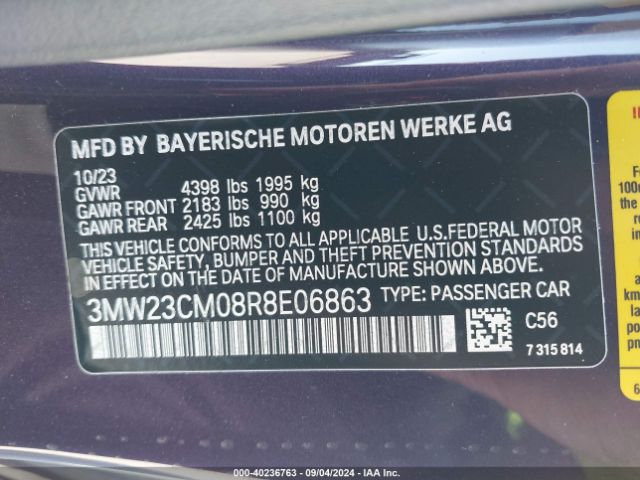 MFD BY BAYERISCHE MOTOREN WERKE AG
10/23
GVWR 4398 lbs 1995 kg
GAWR FRONT 2183 lbs 990 kg
GAWR REAR 2425 lbs 1100 kg
THIS VEHICLE CONFORMS TO ALL APPLICABLE U.S.FEDERAL MOTOR
VEHICLE SAFETY, BUMPER AND THEFT PREVENTION STANDARDS
IN EFFECT ON THE DATE OF MANUFACTURE SHOWN ABOVE.
3MW23CM08R8E06863 TYPE: PASSENGER CAR
C56
7 315 814
000-40236763 - 09/04/2024 - IAA Inc.